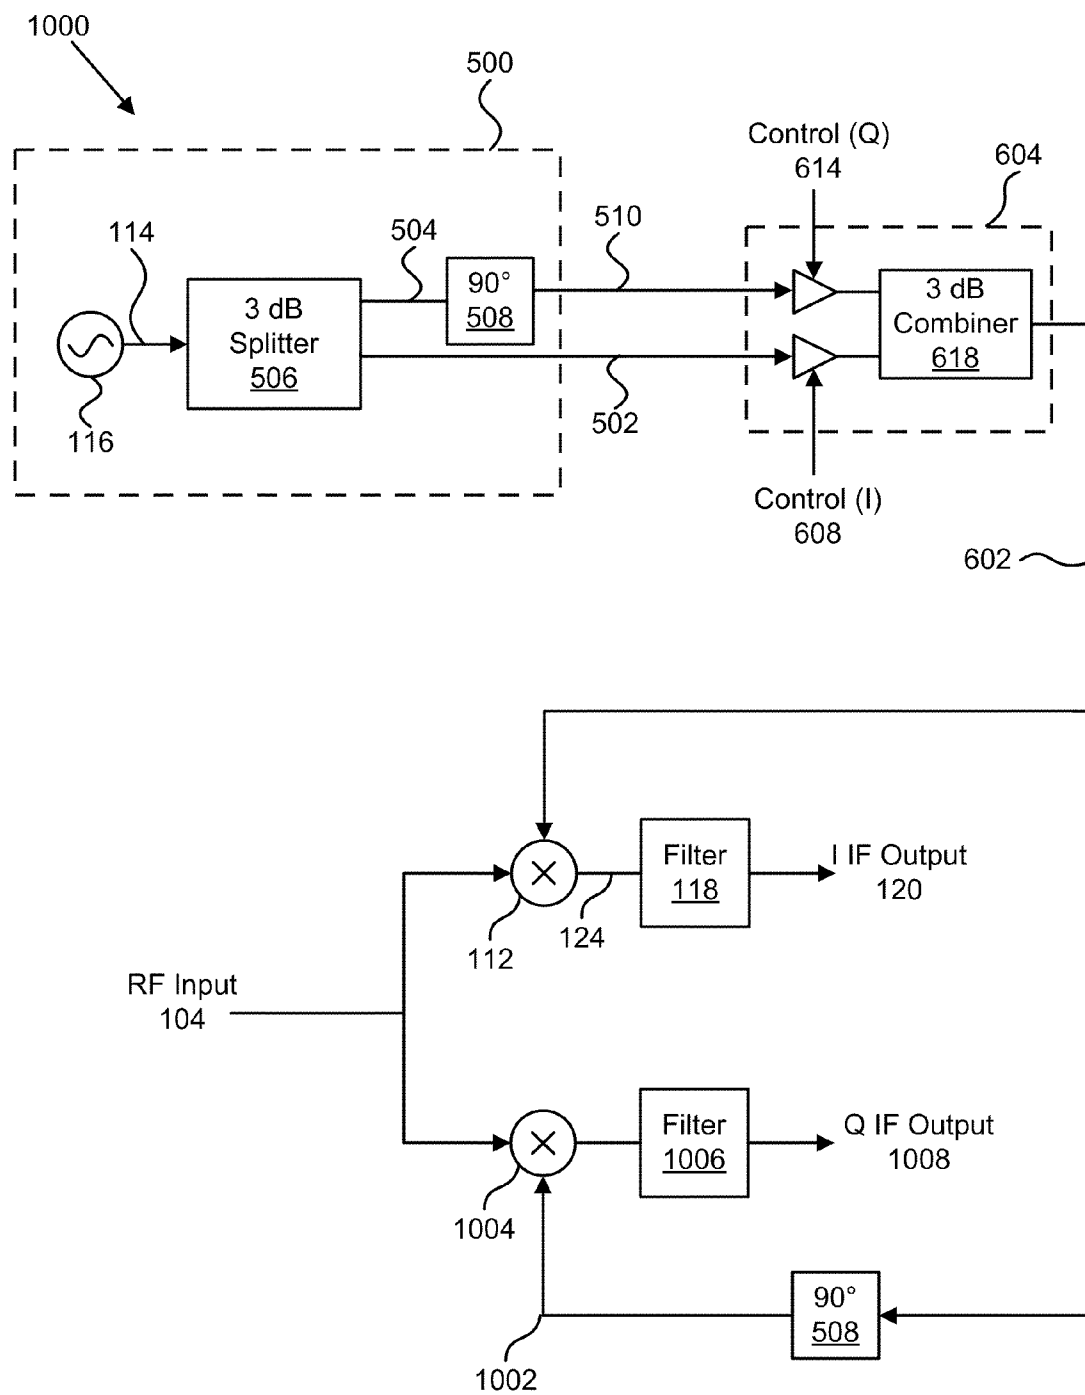 1000
500
Control (Q)
614
604
114
504
510
90°
508
3 dB
Splitter
506
3 dB
Combiner
618
116
502
Control (I)
608
602
Filter
118
I IF Output
120
112
124
RF Input
104
Filter
1006
Q IF Output
1008
1004
90°
508
1002